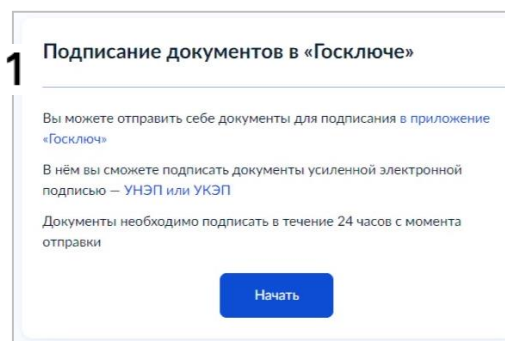 1
Подписание документов в «Госключе»
Вы можете отправить себе документы для подписания в приложение
«Госключ»
В нём вы сможете подписать документы усиленной электронной
подписью — УНЭП или УКЭП
Документы необходимо подписать в течение 24 часов с момента
отправки
Начать